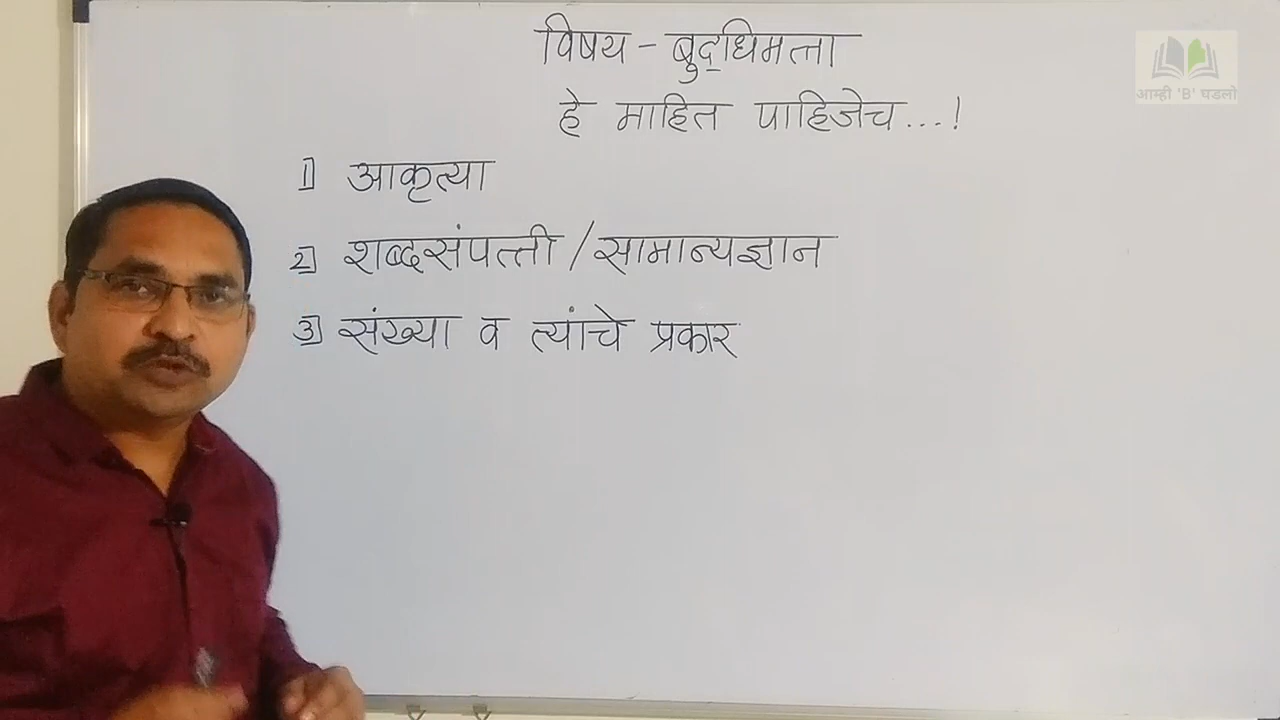 विषय - बुद्‌धिमत्ता
हे माहित पाहिजेच...!
1] आकृत्या
2] शब्दसंपत्ती / सामान्यज्ञान
3] संख्या व त्यांचे प्रकार
आम्ही 'B' घडलो